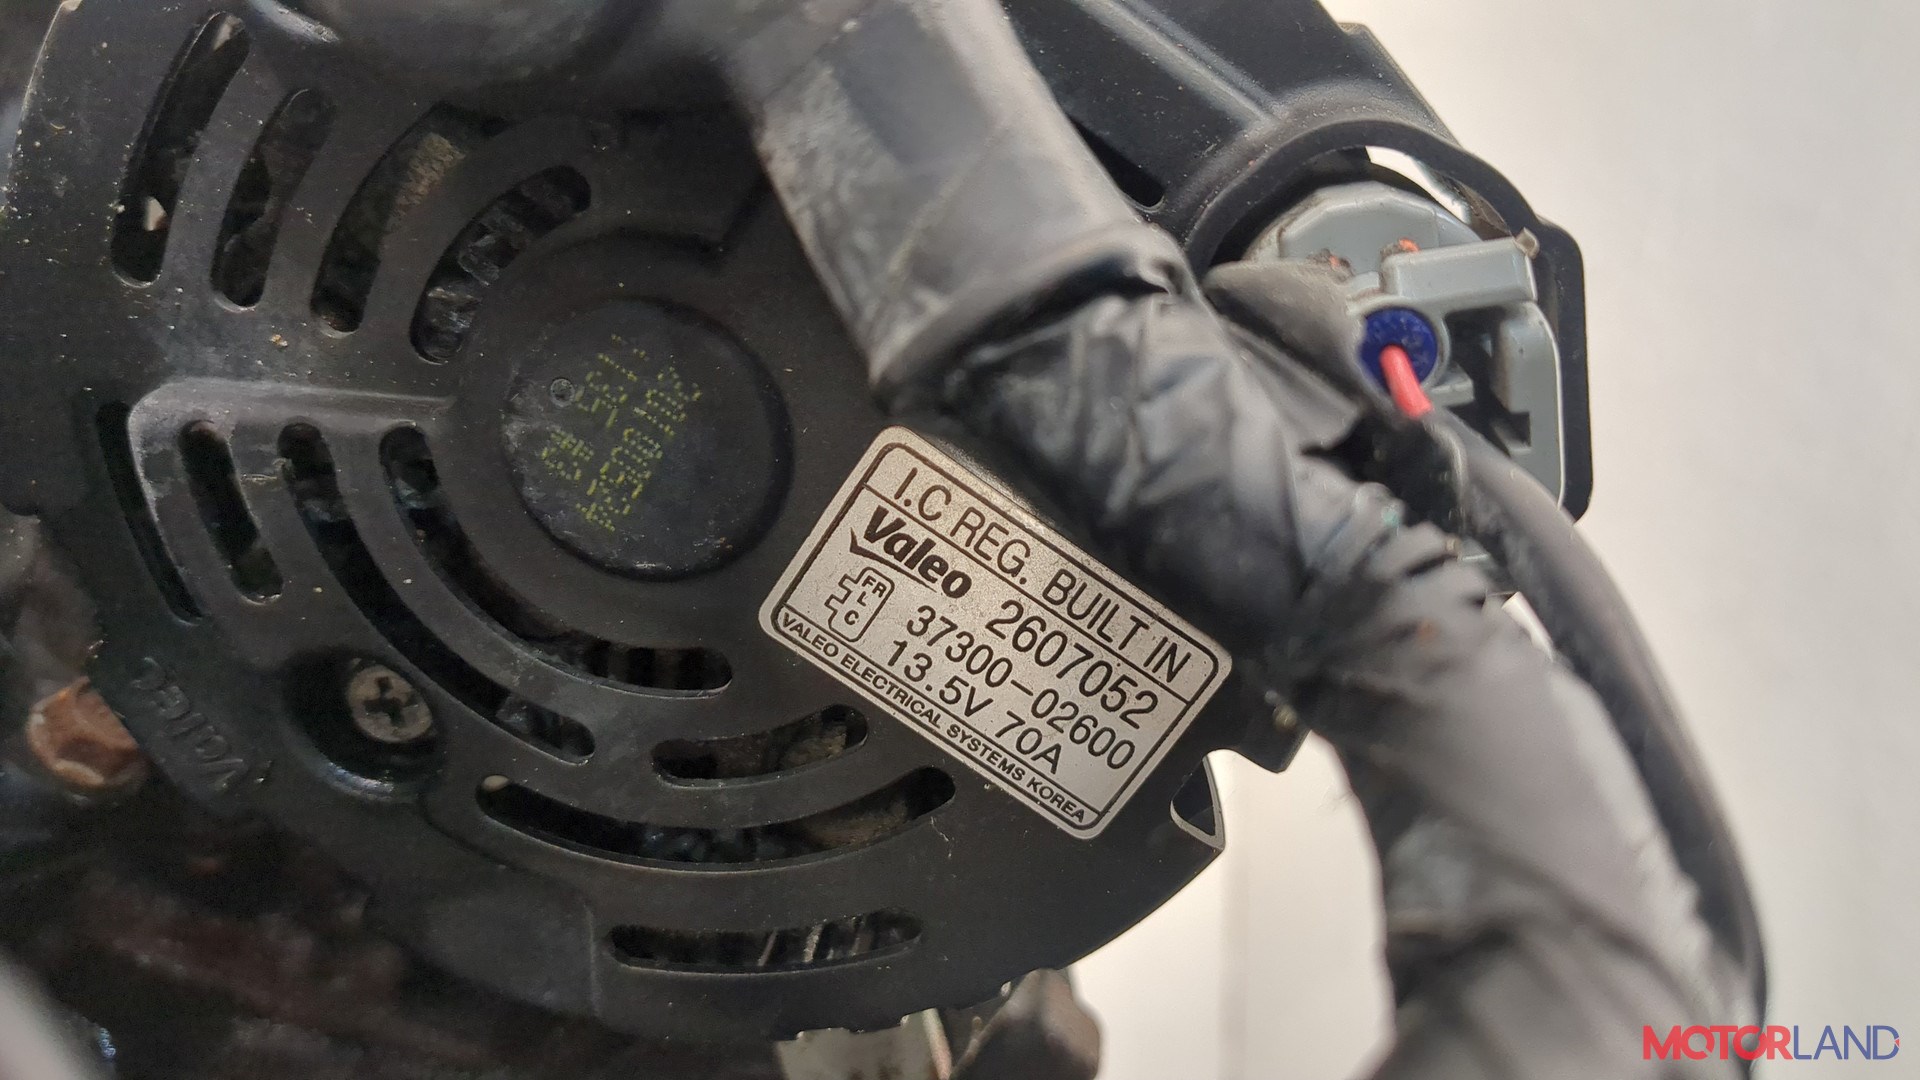 I.C REG. BUILT IN
Valeo 2607052
FR
L
C
37300-02600
13.5V 70A
VALEO ELECTRICAL SYSTEMS KOREA
Valeo
MOTORLAND